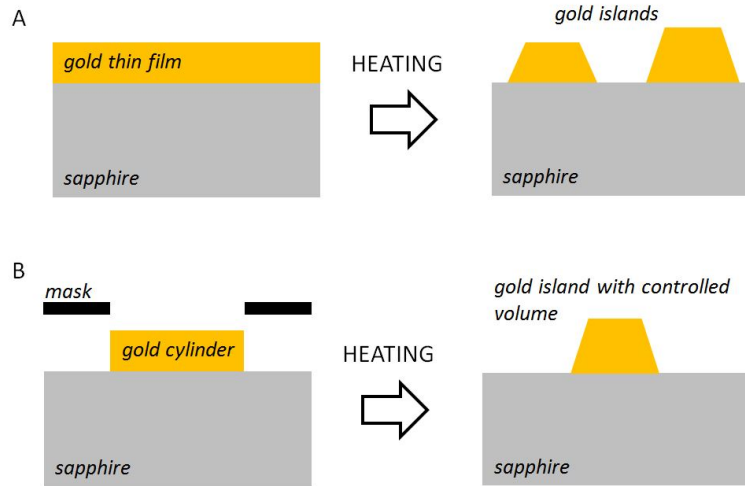 A
gold thin film
sapphire
HEATING
gold islands
sapphire
B
mask
gold cylinder
sapphire
HEATING
gold island with controlled
volume
sapphire